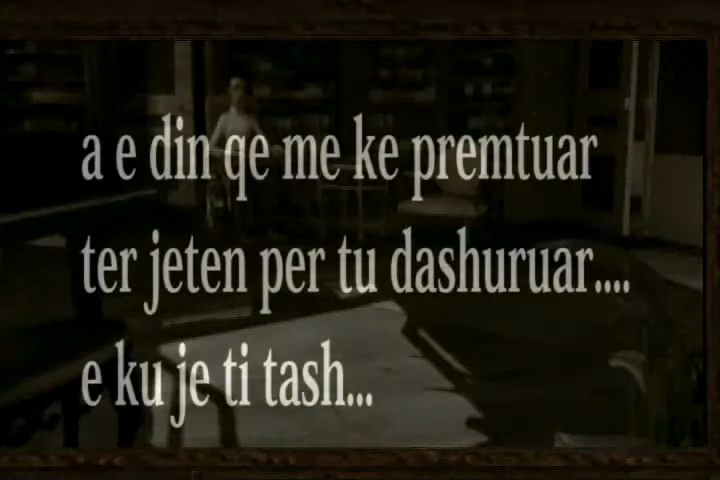 a e din qe me ke premtuar
ter jeten per tu dashuruar....
e ku je ti tash...